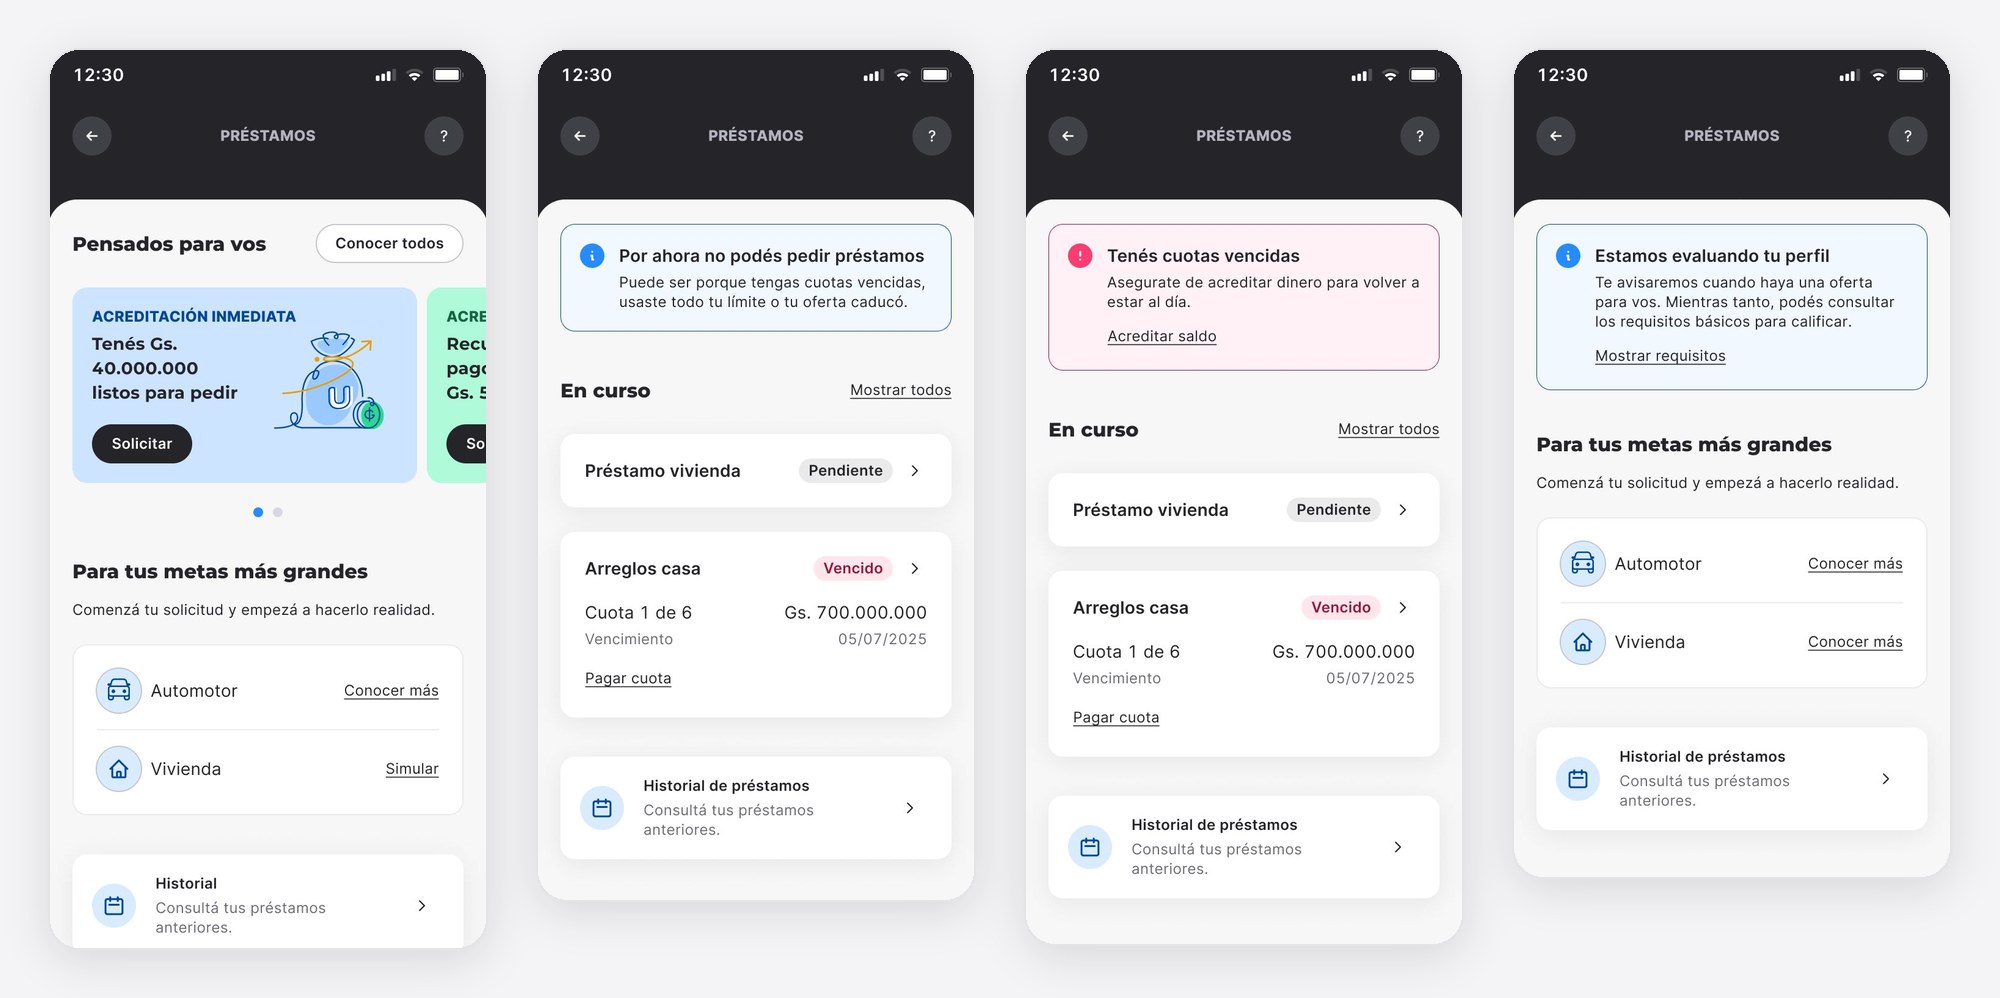 12:30
PRÉSTAMOS
?
Pensados para vos
Conocer todos
ACREDITACIÓN INMEDIATA
Tenés Gs.
40.000.000
listos para pedir
Solicitar
U
₲
ACRE
Recu
pago
Gs. 5
So
Para tus metas más grandes
Comenzá tu solicitud y empezá a hacerlo realidad.
Automotor
Conocer más
Vivienda
Simular
Historial
Consultá tus préstamos
anteriores.
12:30
PRÉSTAMOS
?
Por ahora no podés pedir préstamos
Puede ser porque tengas cuotas vencidas,
usaste todo tu límite o tu oferta caducó.
En curso
Mostrar todos
Préstamo vivienda
Pendiente
Arreglos casa
Vencido
Cuota 1 de 6
Gs. 700.000.000
Vencimiento
05/07/2025
Pagar cuota
Historial de préstamos
Consultá tus préstamos
anteriores.
12:30
PRÉSTAMOS
?
Tenés cuotas vencidas
Asegurate de acreditar dinero para volver a
estar al día.
Acreditar saldo
En curso
Mostrar todos
Préstamo vivienda
Pendiente
Arreglos casa
Vencido
Cuota 1 de 6
Gs. 700.000.000
Vencimiento
05/07/2025
Pagar cuota
Historial de préstamos
Consultá tus préstamos
anteriores.
12:30
PRÉSTAMOS
?
Estamos evaluando tu perfil
Te avisaremos cuando haya una oferta
para vos. Mientras tanto, podés consultar
los requisitos básicos para calificar.
Mostrar requisitos
Para tus metas más grandes
Comenzá tu solicitud y empezá a hacerlo realidad.
Automotor
Conocer más
Vivienda
Conocer más
Historial de préstamos
Consultá tus préstamos
anteriores.